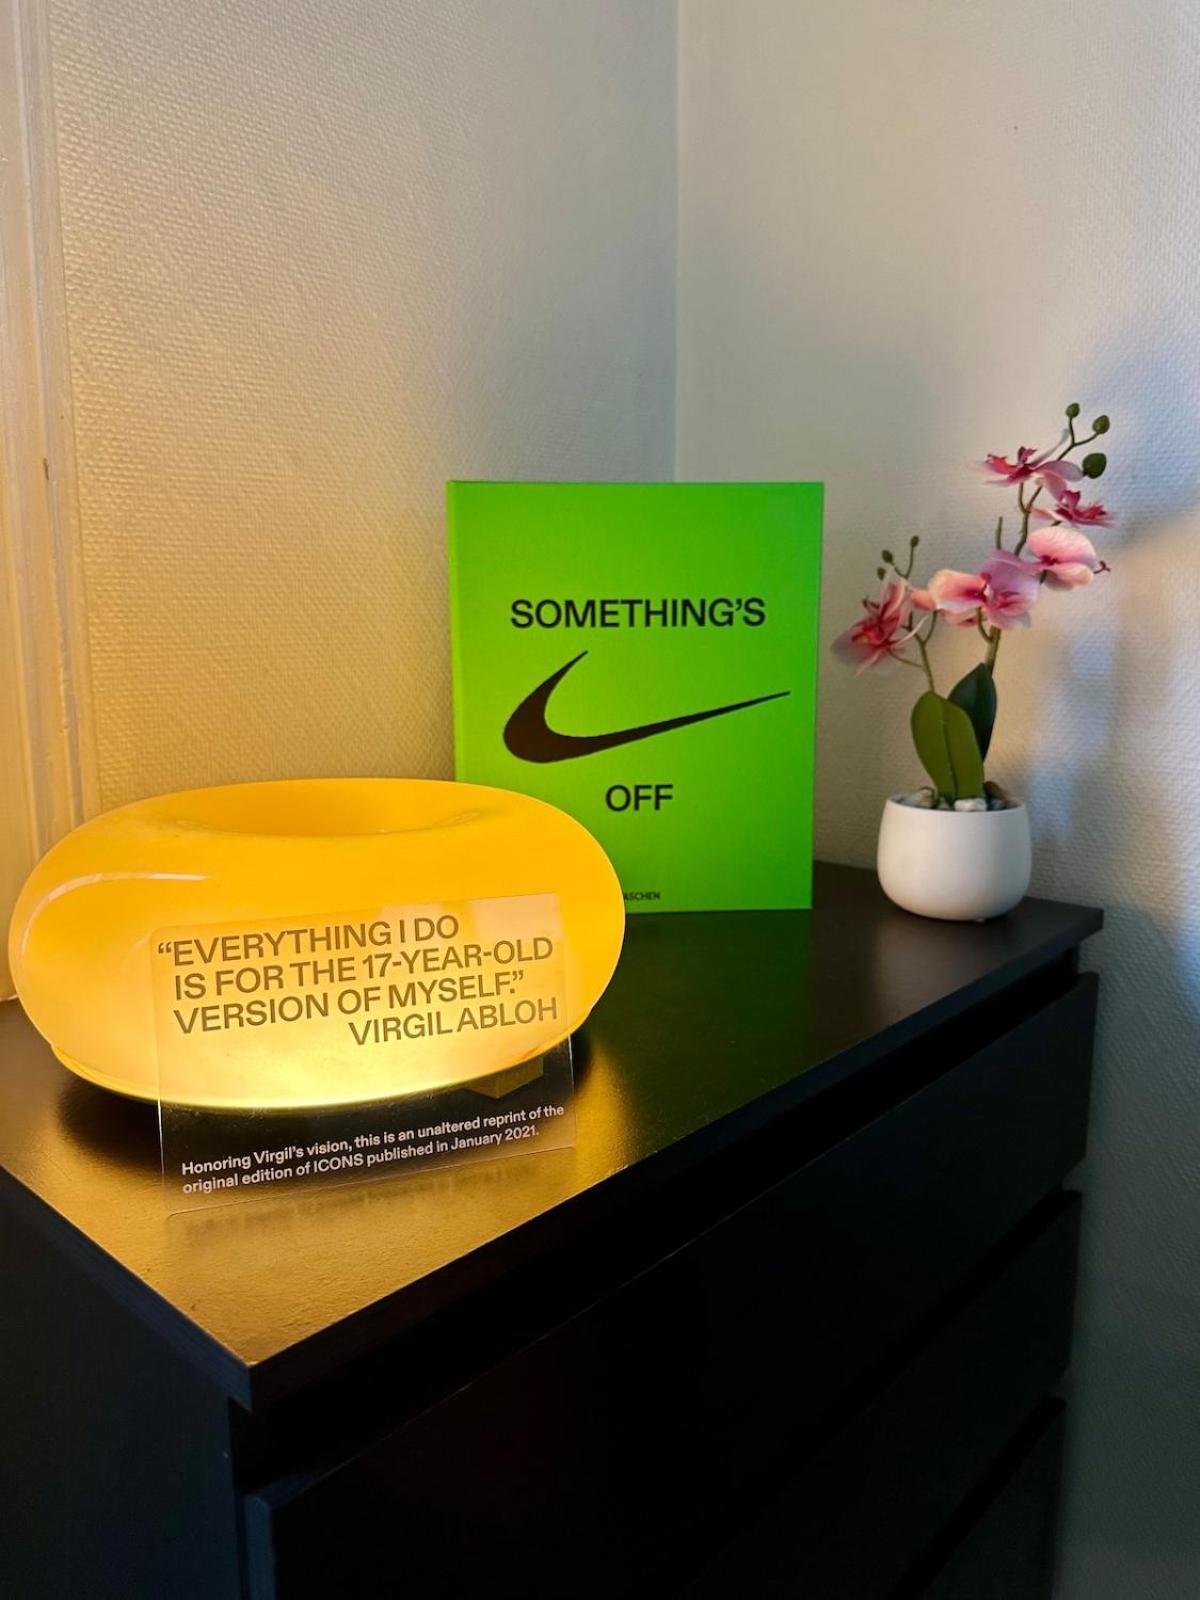 SOMETHING'S
OFF
ASCHEN
“EVERYTHING I DO
IS FOR THE 17-YEAR-OLD
VERSION OF MYSELF.”
VIRGIL ABLOH
Honoring Virgil's vision, this is an unaltered reprint of the
original edition of ICONS published in January 2021.